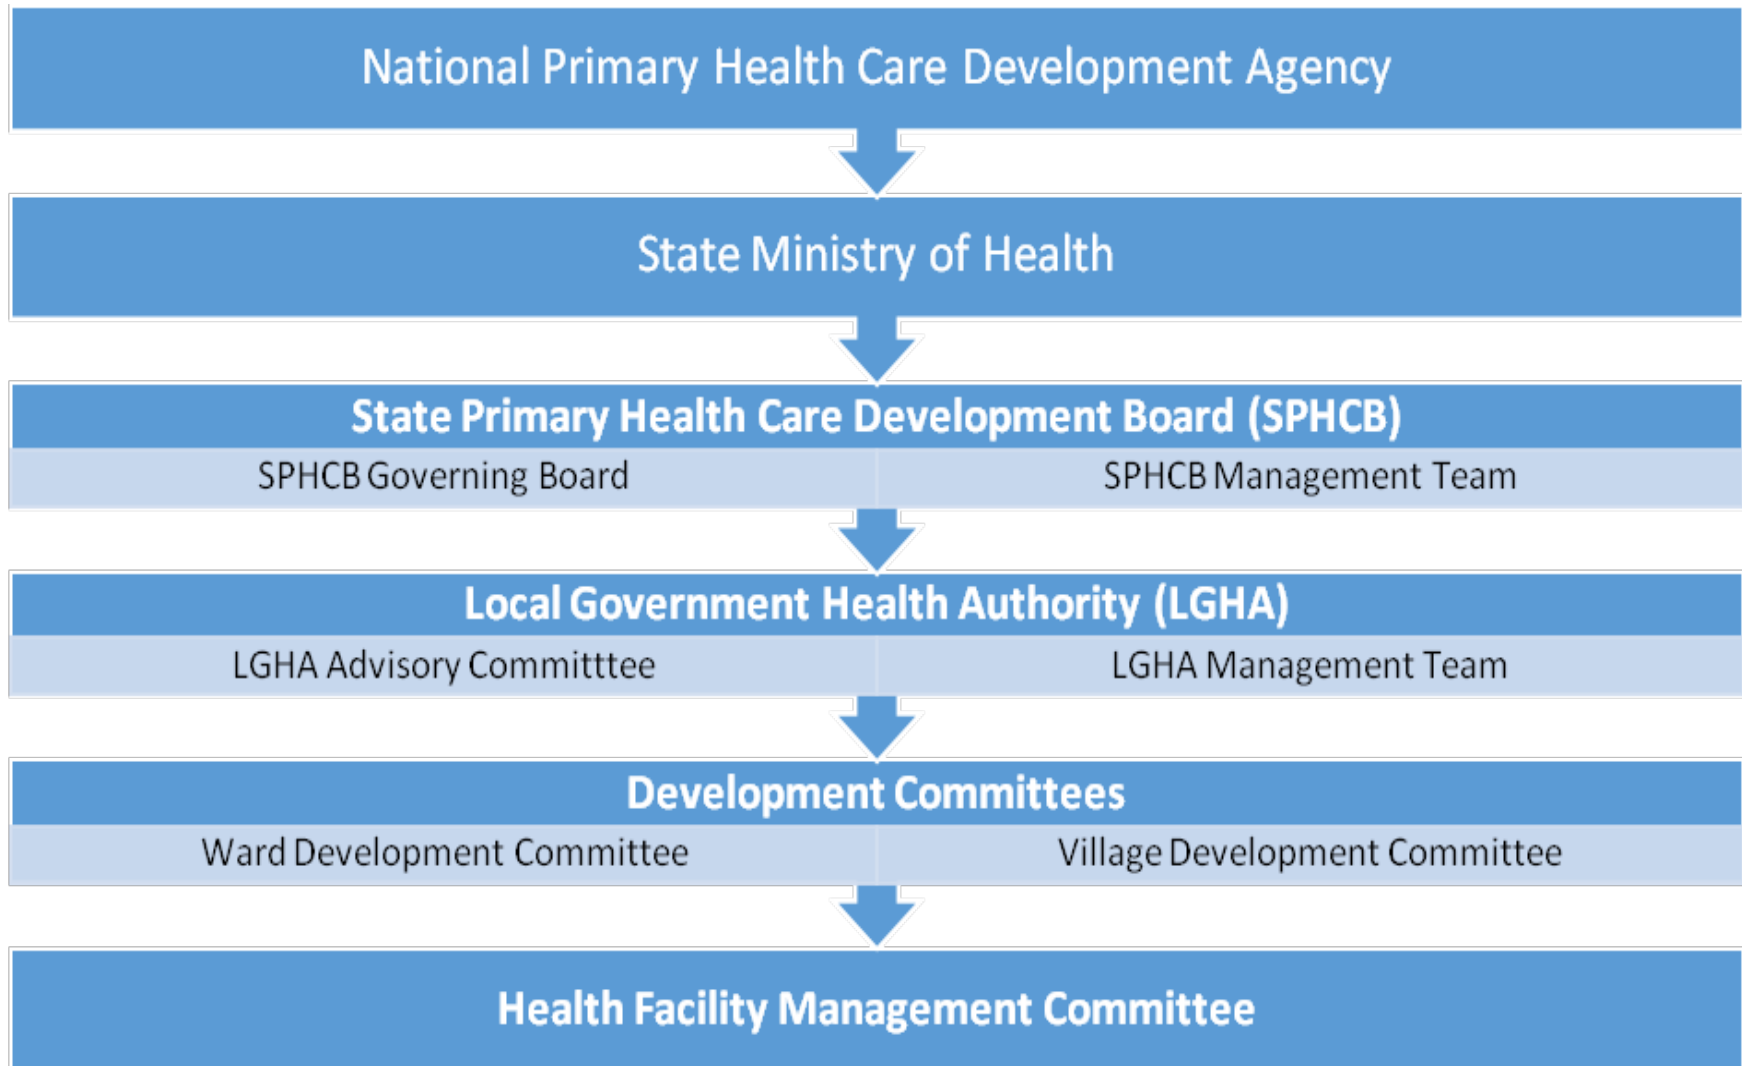 National Primary Health Care Development Agency
State Ministry of Health
State Primary Health Care Development Board (SPHCB)
SPHCB Governing Board
SPHCB Management Team
Local Government Health Authority (LGHA)
LGHA Advisory Committtee
LGHA Management Team
Development Committees
Ward Development Committee
Village Development Committee
Health Facility Management Committee